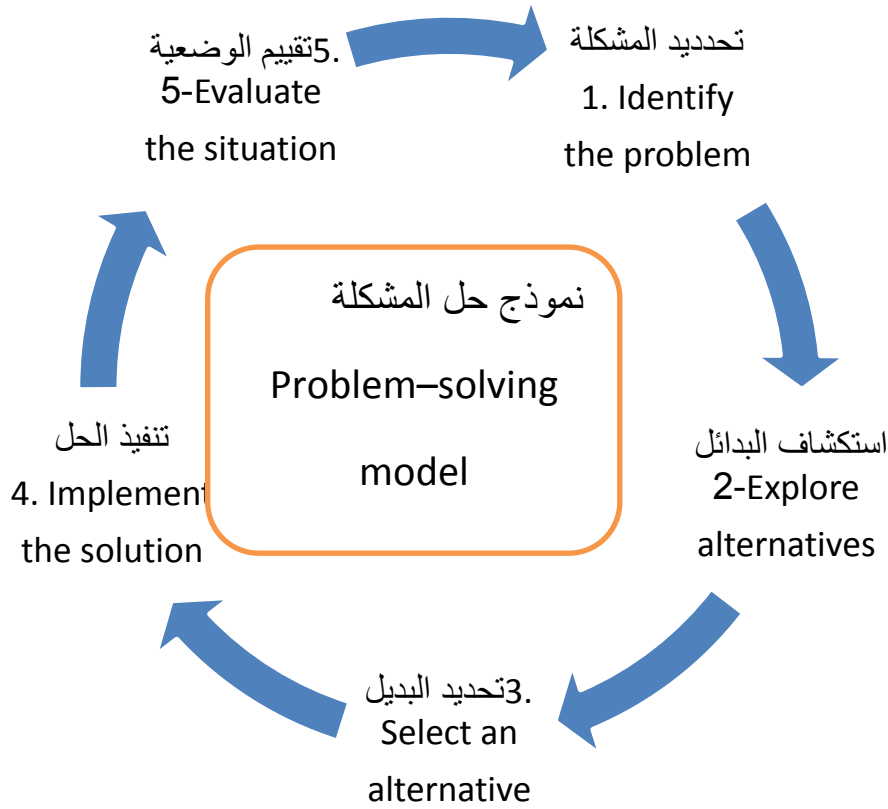 تحدديد المشكلة
1. Identify
the problem
استكشاف البدائل
2-Explore
alternatives
.3تحديد البديل
Select an
alternative
تنفيذ الحل
4. Implement
the solution
.5تقييم الوضعية
5-Evaluate
the situation
نموذج حل المشكلة
Problem–solving
model